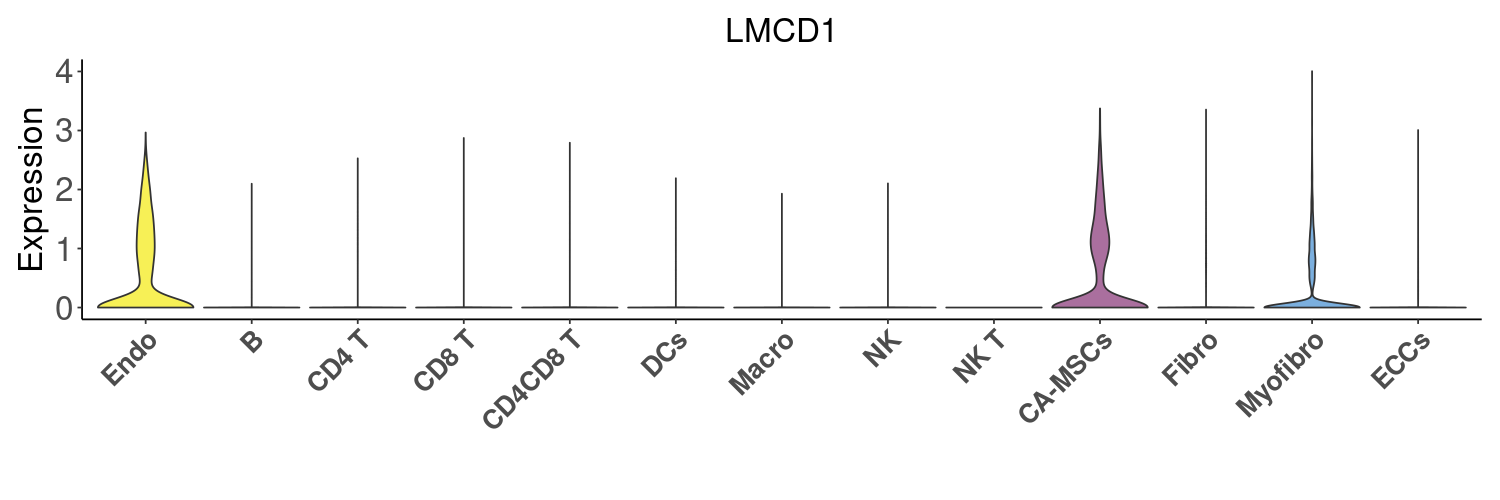 LMCD1
Expression
4
3
2
1
0
Endo
B
CD4 T
CD8 T
CD4CD8 T
DCs
Macro
NK
NK T
CA-MSCs
Fibro
Myofibro
ECCs